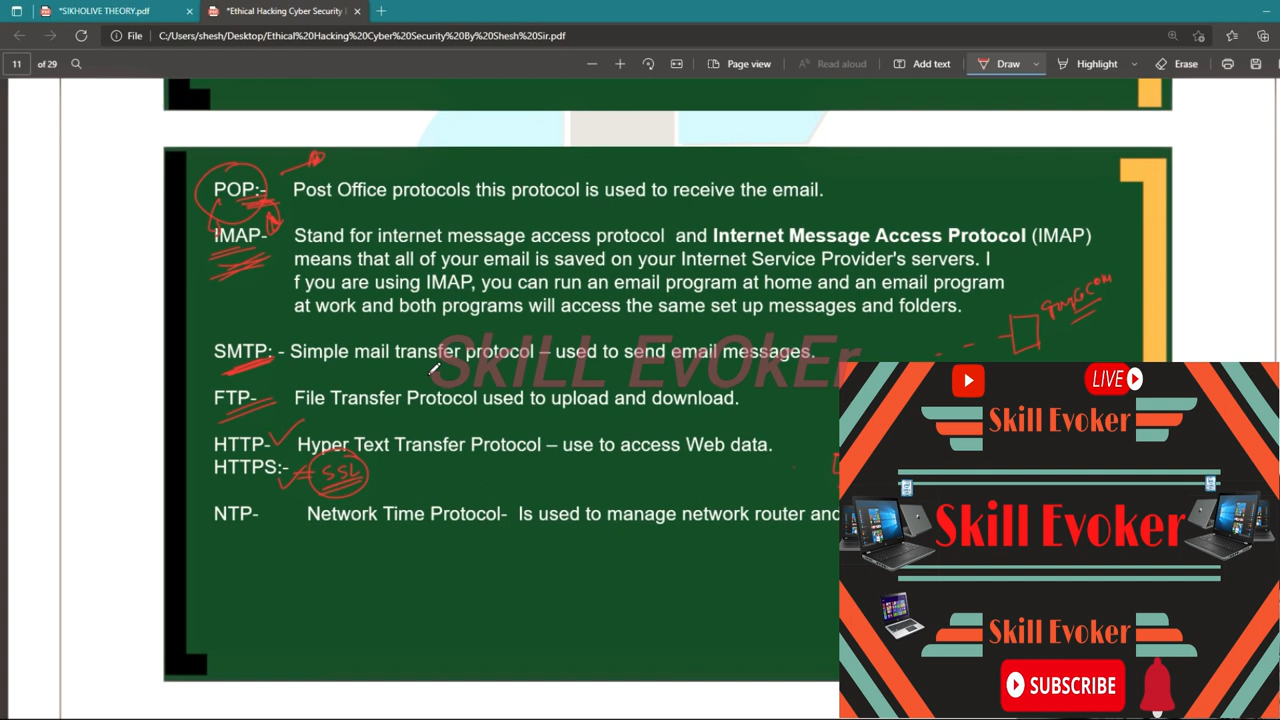 *SIKHOLIVE THEORY.pdf
*Ethical Hacking Cyber Security
File C:/Users/shesh/Desktop/Ethical%20Hacking%20Cyber%20Security%20By%20Shesh%20Sir.pdf
11 of 29
Page view
Read aloud
Add text
Draw
Highlight
Erase
POP:- Post Office protocols this protocol is used to receive the email.
IMAP- Stand for internet message access protocol and Internet Message Access Protocol (IMAP)
means that all of your email is saved on your Internet Service Provider's servers. I
f you are using IMAP, you can run an email program at home and an email program
at work and both programs will access the same set up messages and folders.
SMTP: - Simple mail transfer protocol – used to send email messages.
SKILL EvOKEr
FTP- File Transfer Protocol used to upload and download.
HTTP- Hyper Text Transfer Protocol – use to access Web data.
HTTPS:- SSL
NTP- Network Time Protocol- Is used to manage network router and
LIVE
Skill Evoker
Skill Evoker
Skill Evoker
SUBSCRIBE